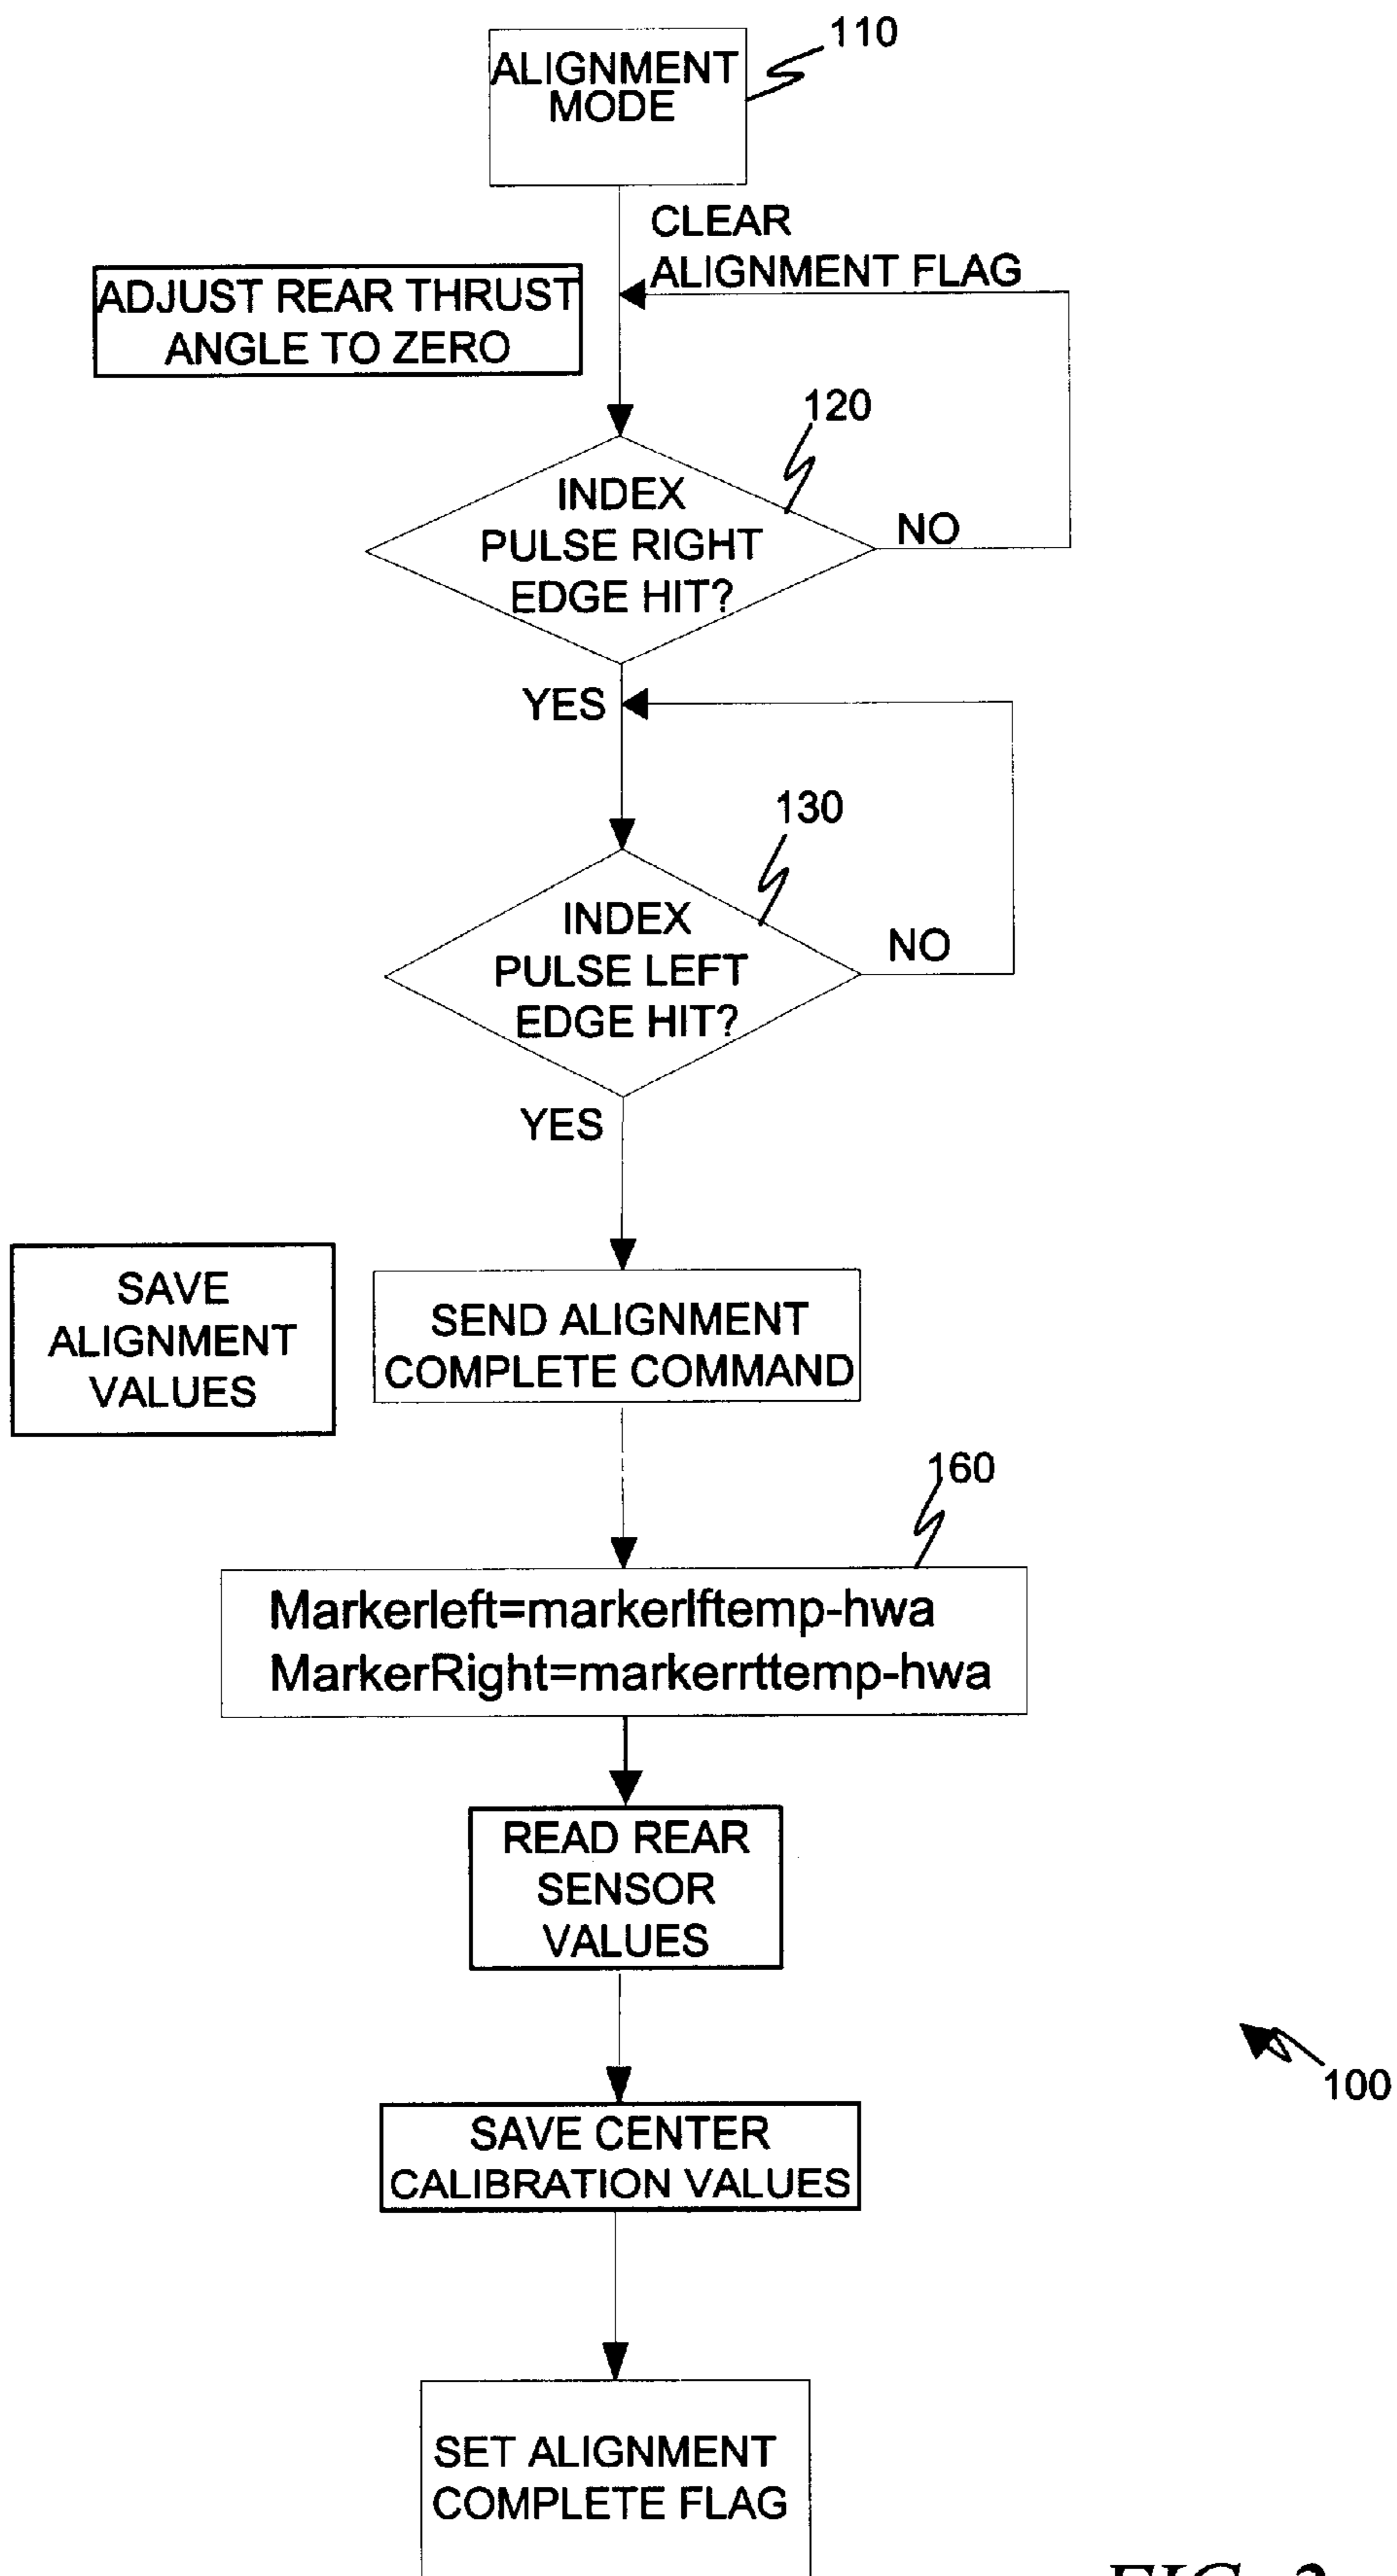 110
ALIGNMENT
MODE
CLEAR
ALIGNMENT FLAG
ADJUST REAR THRUST
ANGLE TO ZERO
120
INDEX
PULSE RIGHT
EDGE HIT?
NO
YES
130
INDEX
PULSE LEFT
EDGE HIT?
NO
YES
SAVE
ALIGNMENT
VALUES
SEND ALIGNMENT
COMPLETE COMMAND
160
Markerleft=markerlftemp-hwa
MarkerRight=markerrttemp-hwa
READ REAR
SENSOR
VALUES
100
SAVE CENTER
CALIBRATION VALUES
SET ALIGNMENT
COMPLETE FLAG